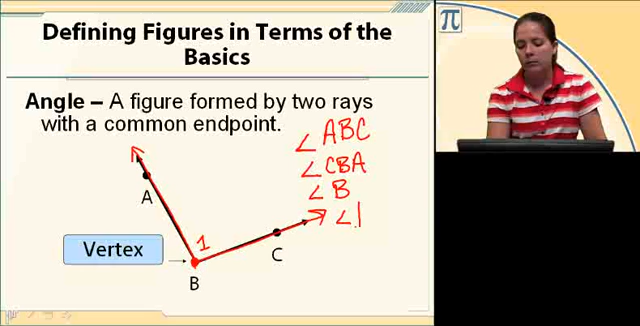 Defining Figures in Terms of the
Basics
π
Angle – A figure formed by two rays
with a common endpoint.
∠ ABC
∠ CBA
∠ B
∠ 1
A
1
C
Vertex
B